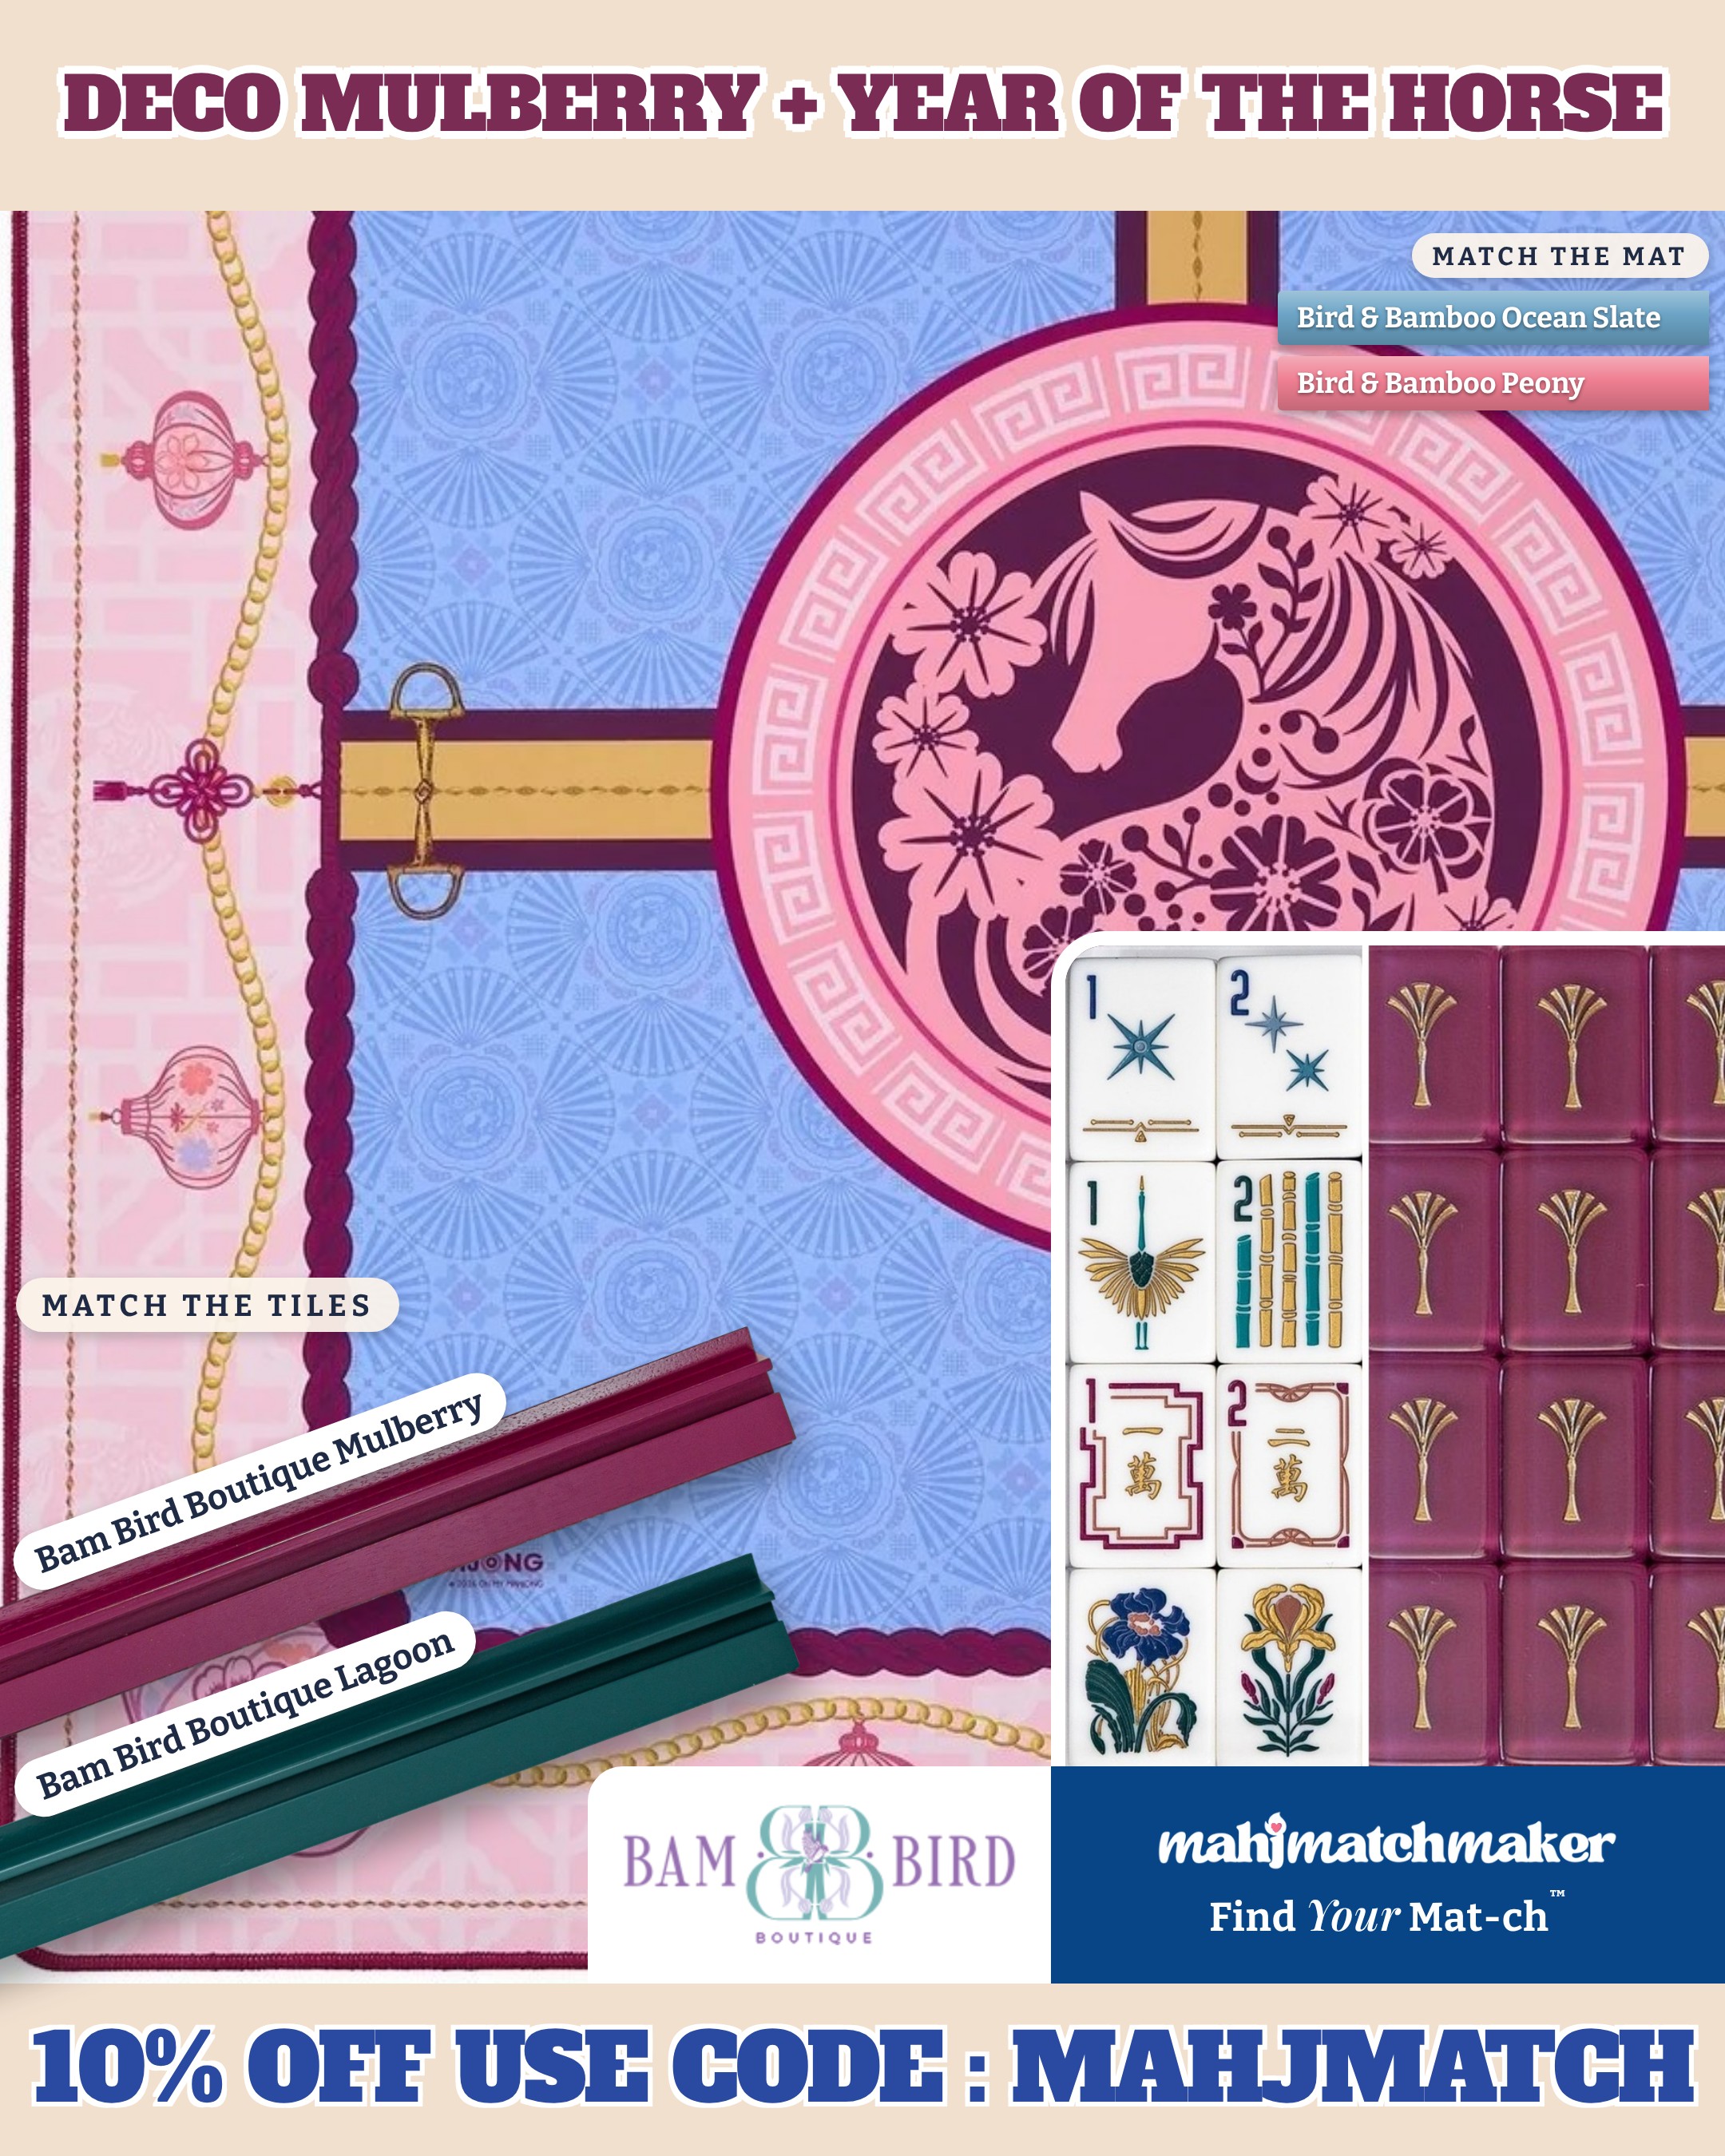 DECO MULBERRY + YEAR OF THE HORSE
MATCH THE MAT
Bird & Bamboo Ocean Slate
Bird & Bamboo Peony
1
2
1
2
1
2
一
二
萬
萬
MATCH THE TILES
Bam Bird Boutique Mulberry
JONG
Bam Bird Boutique Lagoon
BAM BIRD
BOUTIQUE
mahjmatchmaker
Find Your Mat-ch™
10% OFF USE CODE : MAHJMATCH